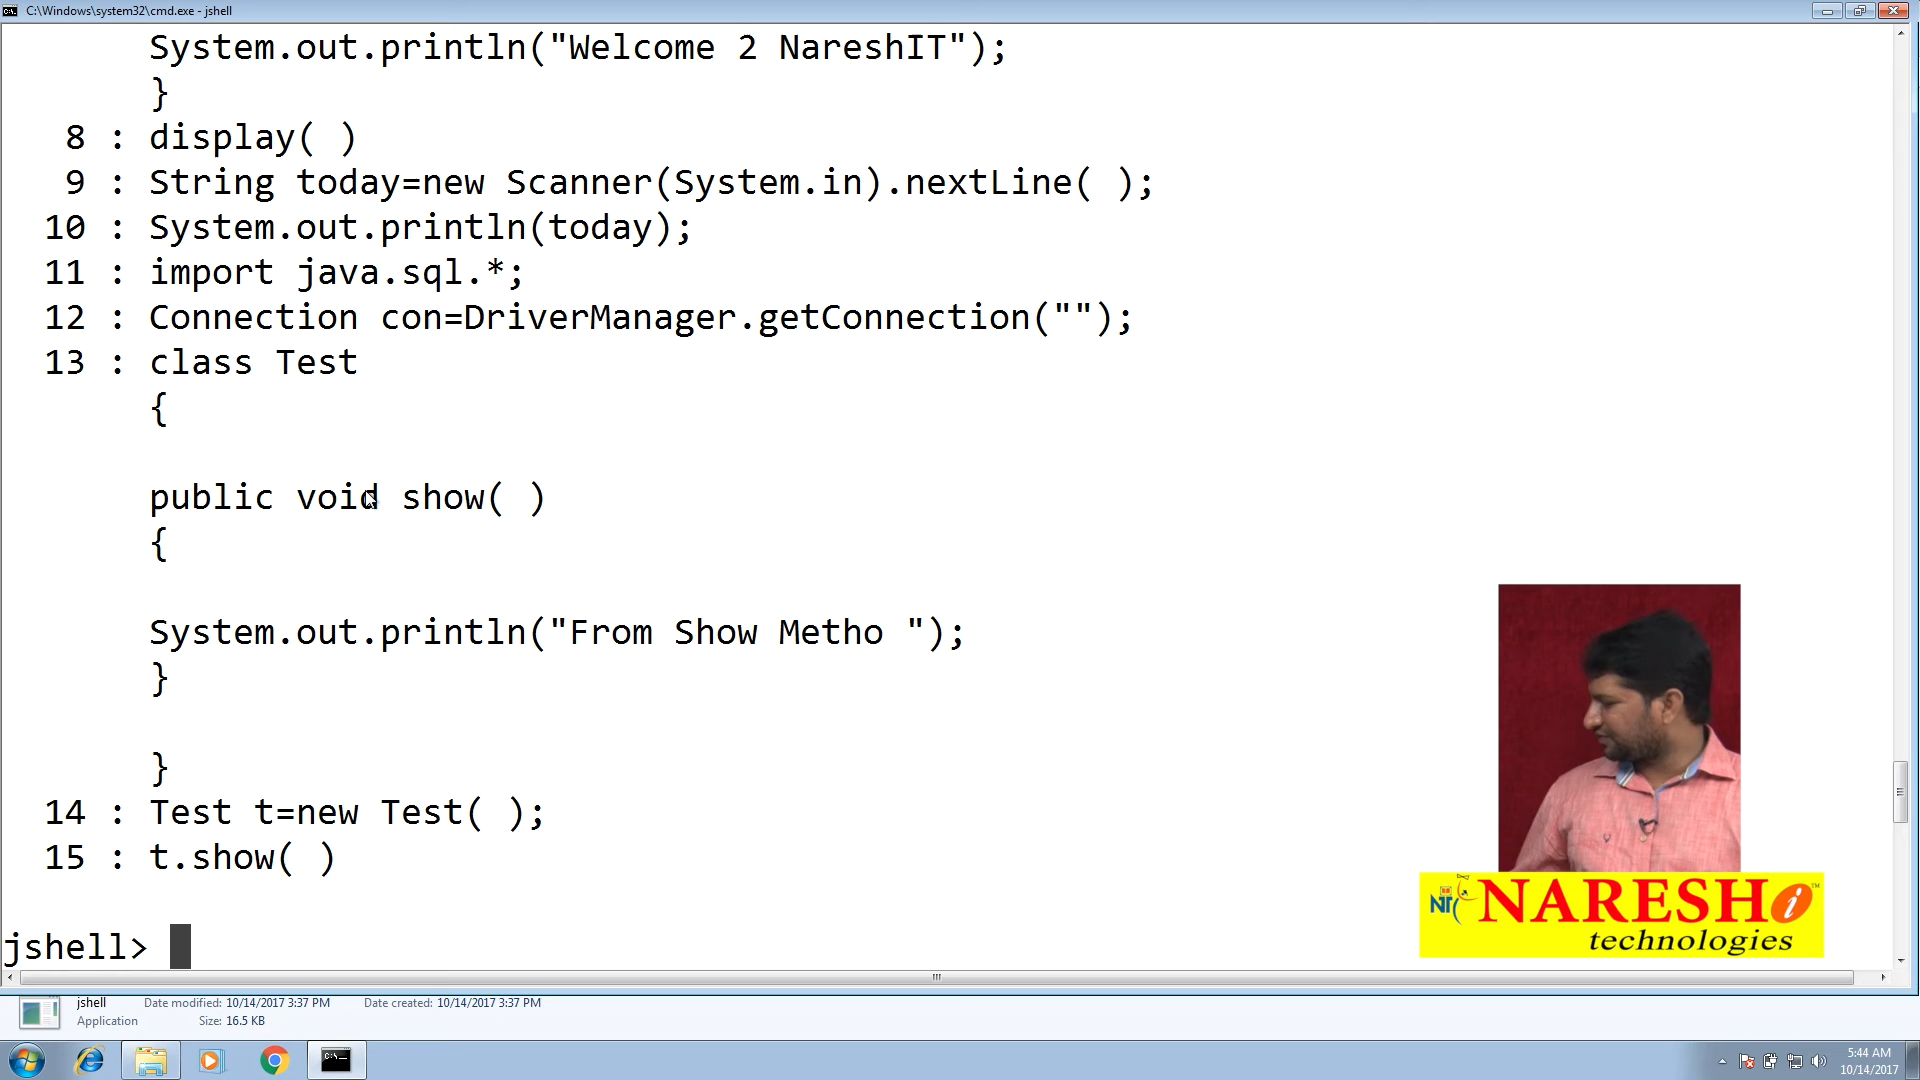 C:\Windows\system32\cmd.exe - jshell
System.out.println("Welcome 2 NareshIT");
}
8 : display( )
9 : String today=new Scanner(System.in).nextLine( );
10 : System.out.println(today);
11 : import java.sql.*;
12 : Connection con=DriverManager.getConnection("");
13 : class Test
{
public void show( )
{
System.out.println("From Show Metho ");
}
}
14 : Test t=new Test( );
15 : t.show( )
jshell>
NARESH i ™
technologies
jshell Date modified: 10/14/2017 3:37 PM Date created: 10/14/2017 3:37 PM
Application Size: 16.5 KB
5:44 AM
10/14/2017